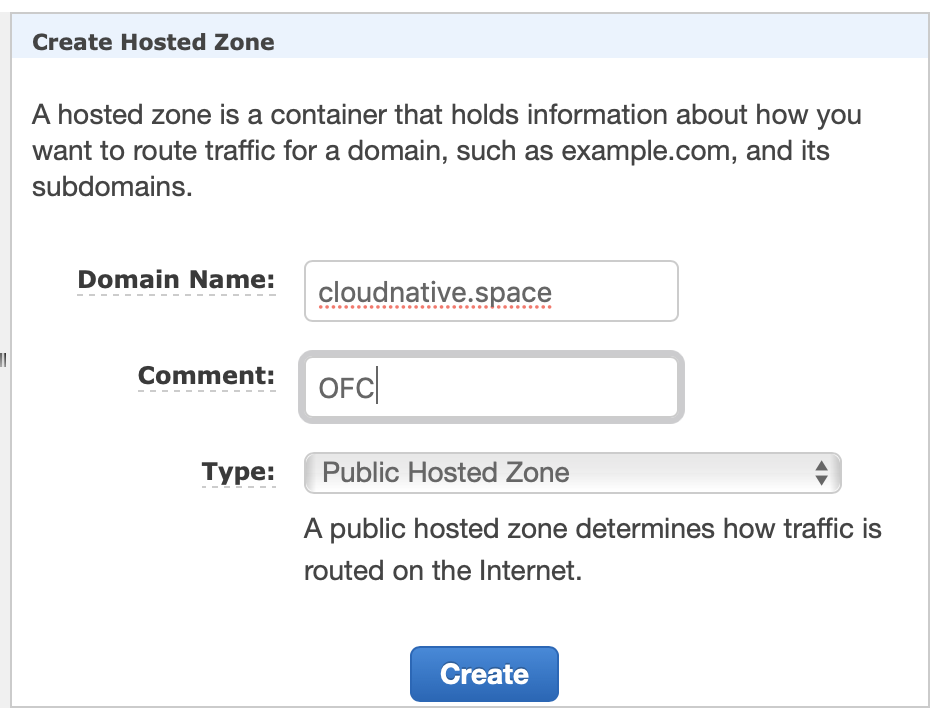 Create Hosted Zone
A hosted zone is a container that holds information about how you
want to route traffic for a domain, such as example.com, and its
subdomains.
Domain Name: cloudnative.space
Comment: OFC
Type: Public Hosted Zone
A public hosted zone determines how traffic is
routed on the Internet.
Create